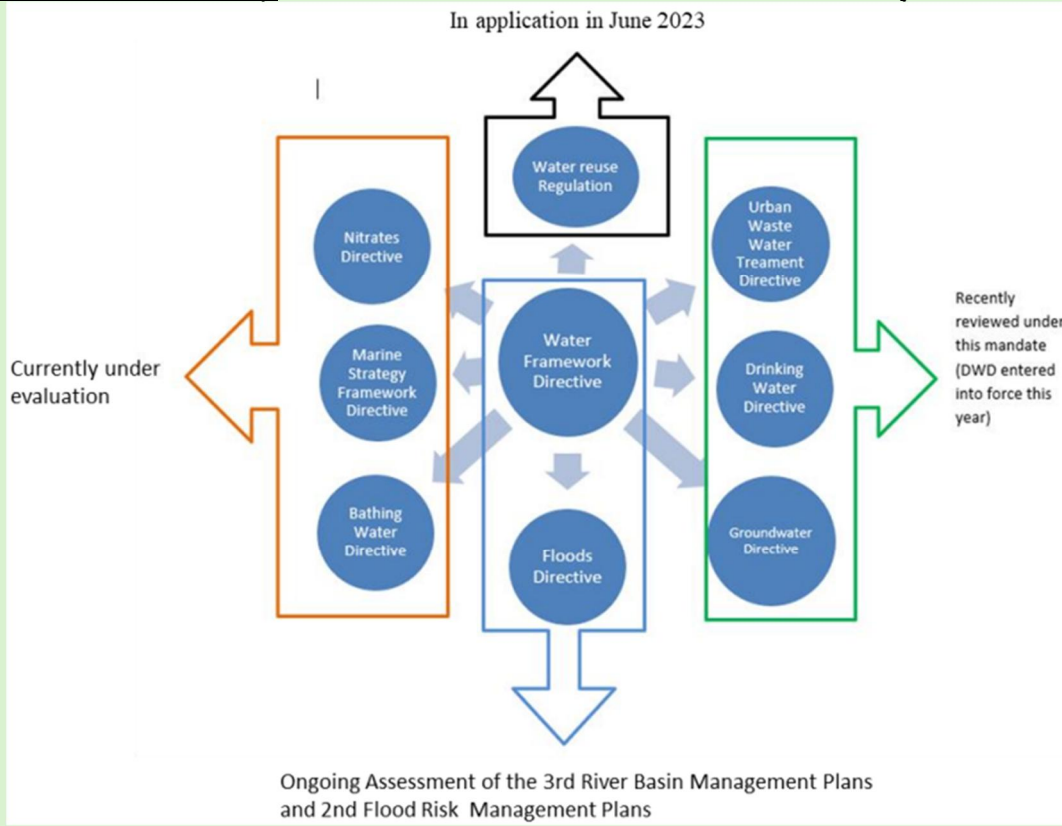 In application in June 2023
Water reuse
Regulation
Nitrates
Directive
Urban
Waste
Water
Treament
Directive
Currently under
evaluation
Marine
Strategy
Framework
Directive
Water
Framework
Directive
Drinking
Water
Directive
Recently
reviewed under
this mandate
(DWD entered
into force this
year)
Bathing
Water
Directive
Floods
Directive
Groundwater
Directive
Ongoing Assessment of the 3rd River Basin Management Plans
and 2nd Flood Risk Management Plans